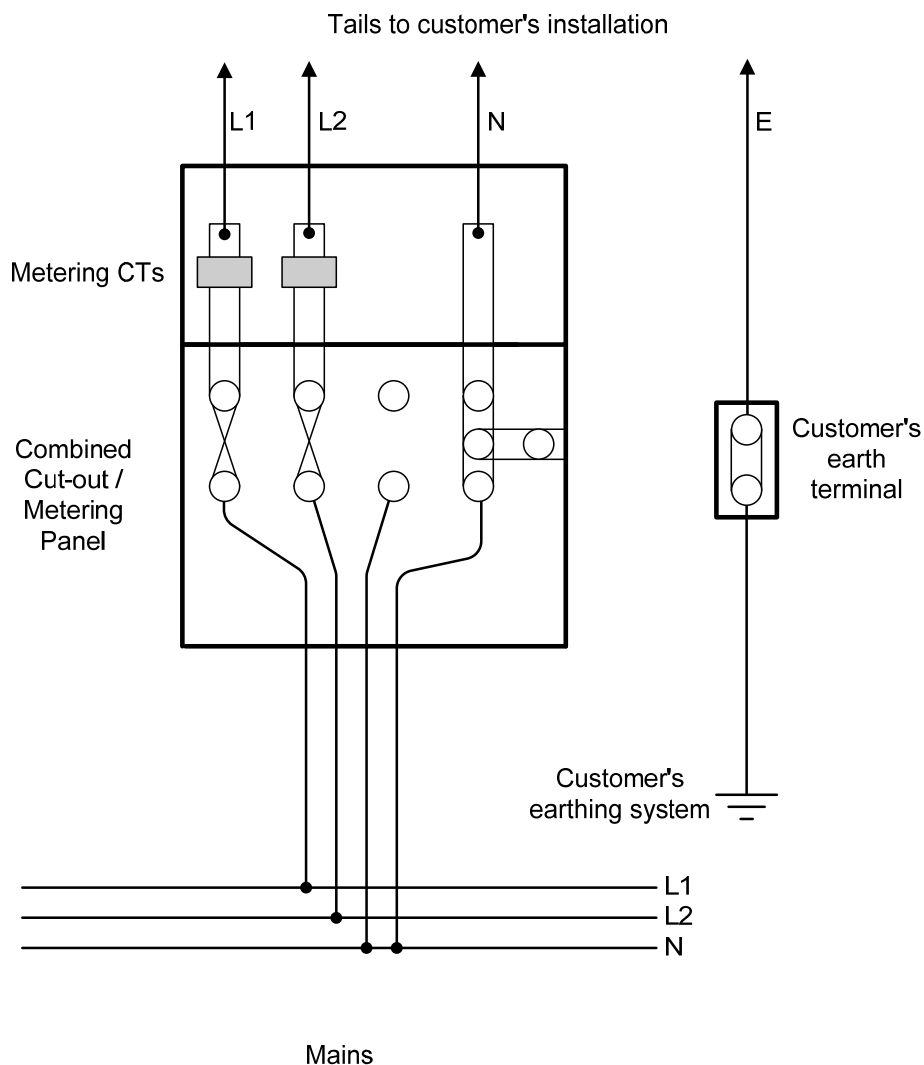 Tails to customer's installation
L1
L2
N
E
Metering CTs
Combined
Cut-out /
Metering
Panel
Customer's
earth
terminal
Customer's
earthing system
L1
L2
N
Mains